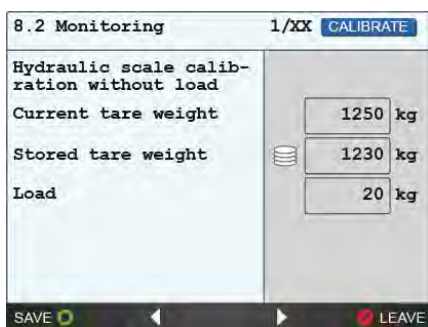 8.2 Monitoring 1/XX CALIBRATE
Hydraulic scale calib-
ration without load
Current tare weight 1250 kg
Stored tare weight 1230 kg
Load 20 kg
SAVE LEAVE